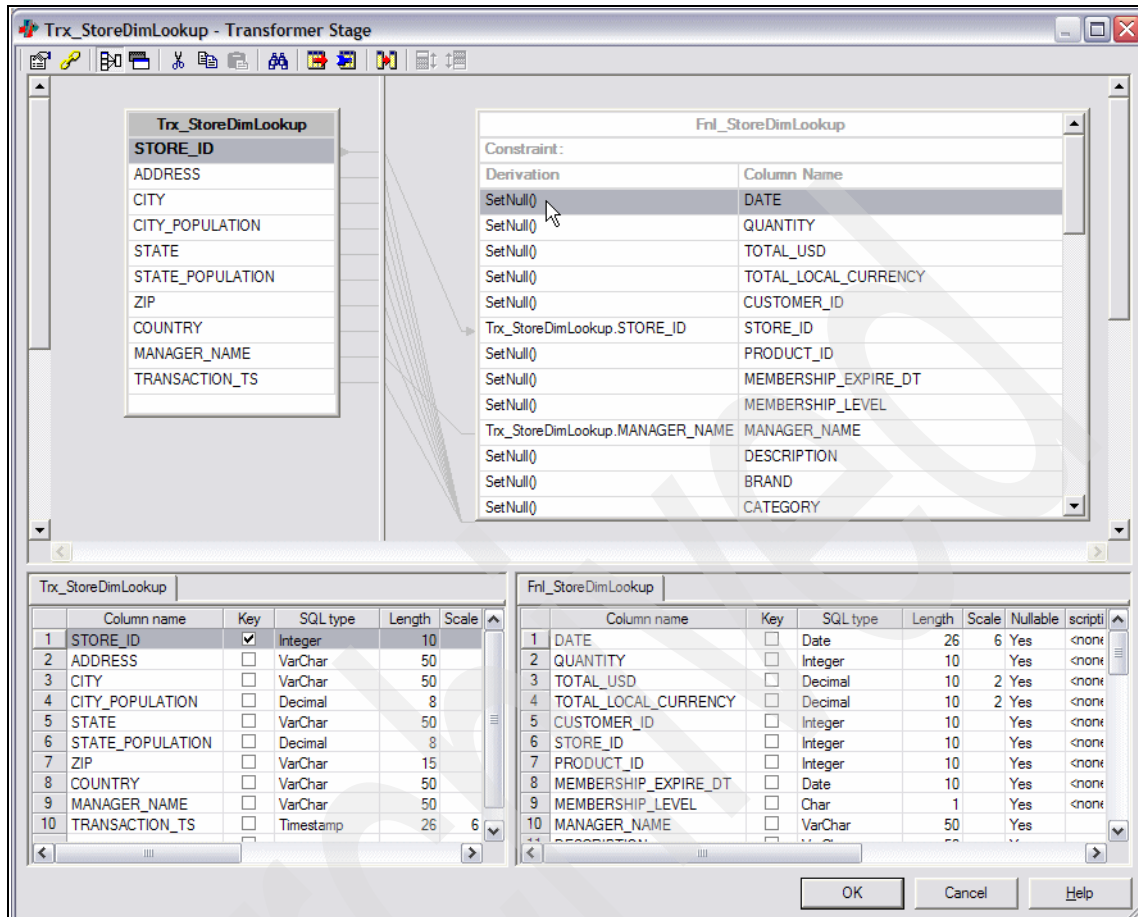 Trx_StoreDimLookup - Transformer Stage
Trx_StoreDimLookup
STORE_ID
ADDRESS
CITY
CITY_POPULATION
STATE
STATE_POPULATION
ZIP
COUNTRY
MANAGER_NAME
TRANSACTION_TS
Fnl_StoreDimLookup
Constraint:
Derivation Column Name
SetNull() DATE
SetNull() QUANTITY
SetNull() TOTAL_USD
SetNull() TOTAL_LOCAL_CURRENCY
SetNull() CUSTOMER_ID
Trx_StoreDimLookup.STORE_ID STORE_ID
SetNull() PRODUCT_ID
SetNull() MEMBERSHIP_EXPIRE_DT
SetNull() MEMBERSHIP_LEVEL
Trx_StoreDimLookup.MANAGER_NAME MANAGER_NAME
SetNull() DESCRIPTION
SetNull() BRAND
SetNull() CATEGORY
Trx_StoreDimLookup
Column name Key SQL type Length Scale
1 STORE_ID Integer 10
2 ADDRESS VarChar 50
3 CITY VarChar 50
4 CITY_POPULATION Decimal 8
5 STATE VarChar 50
6 STATE_POPULATION Decimal 8
7 ZIP VarChar 15
8 COUNTRY VarChar 50
9 MANAGER_NAME VarChar 50
10 TRANSACTION_TS Timestamp 26 6
Fnl_StoreDimLookup
Column name Key SQL type Length Scale Nullable scripti
1 DATE Date 26 6 Yes <none
2 QUANTITY Integer 10 Yes <none
3 TOTAL_USD Decimal 10 2 Yes <none
4 TOTAL_LOCAL_CURRENCY Decimal 10 2 Yes <none
5 CUSTOMER_ID Integer 10 Yes <none
6 STORE_ID Integer 10 Yes <none
7 PRODUCT_ID Integer 10 Yes <none
8 MEMBERSHIP_EXPIRE_DT Date 10 Yes <none
9 MEMBERSHIP_LEVEL Char 1 Yes <none
10 MANAGER_NAME VarChar 50 Yes
OK Cancel Help